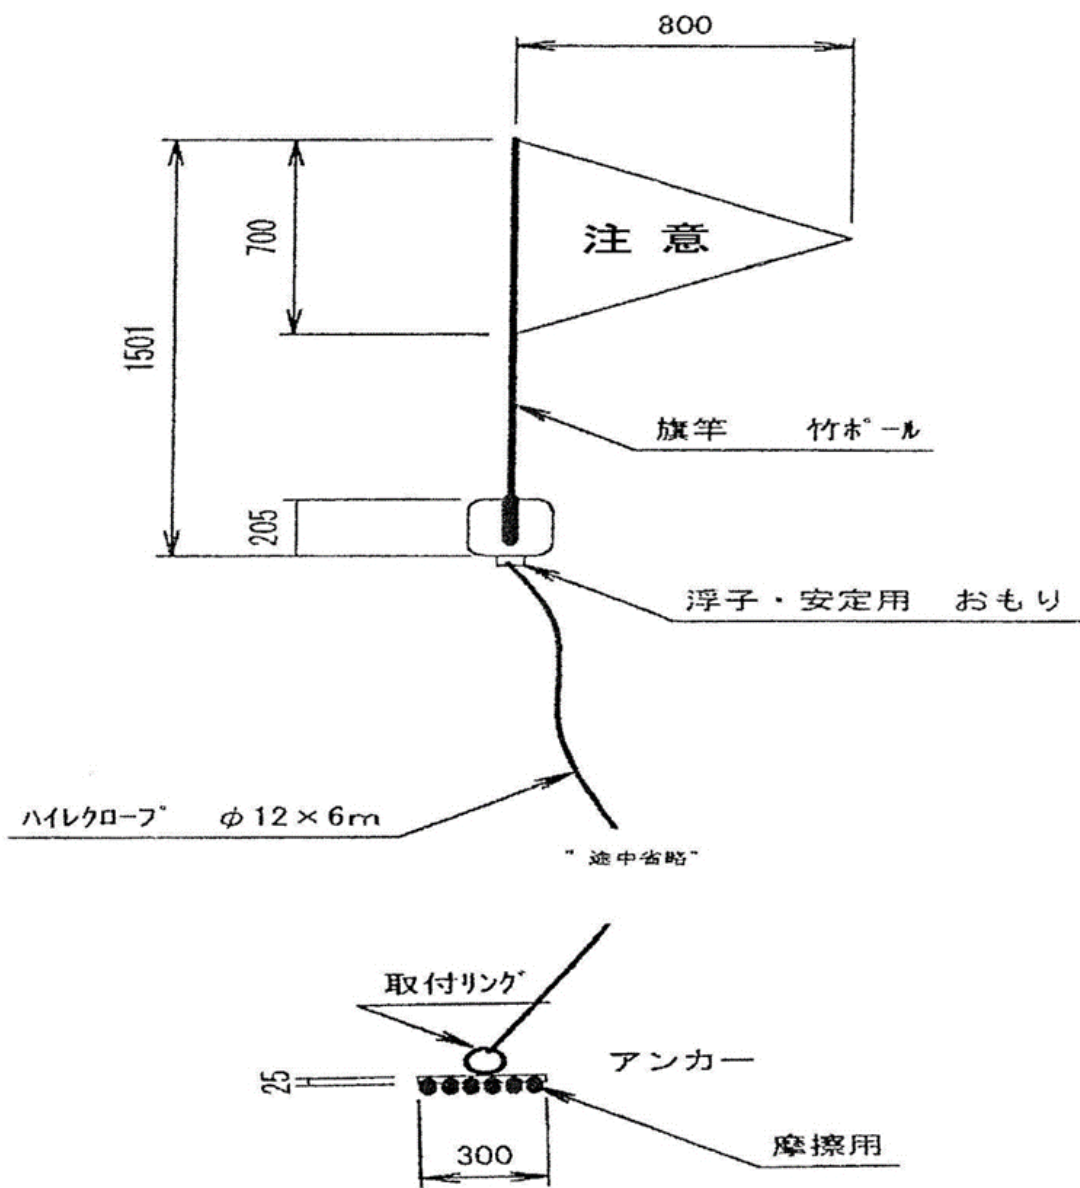 800
注意
700
1501
旗竿 竹ﾎﾟｰﾙ
205
浮子・安定用 おもり
ﾊｲﾚｸﾛｰﾌﾟ φ12×6m
"途中省略"
取付ﾘﾝｸﾞ
アンカー
25
300
摩擦用